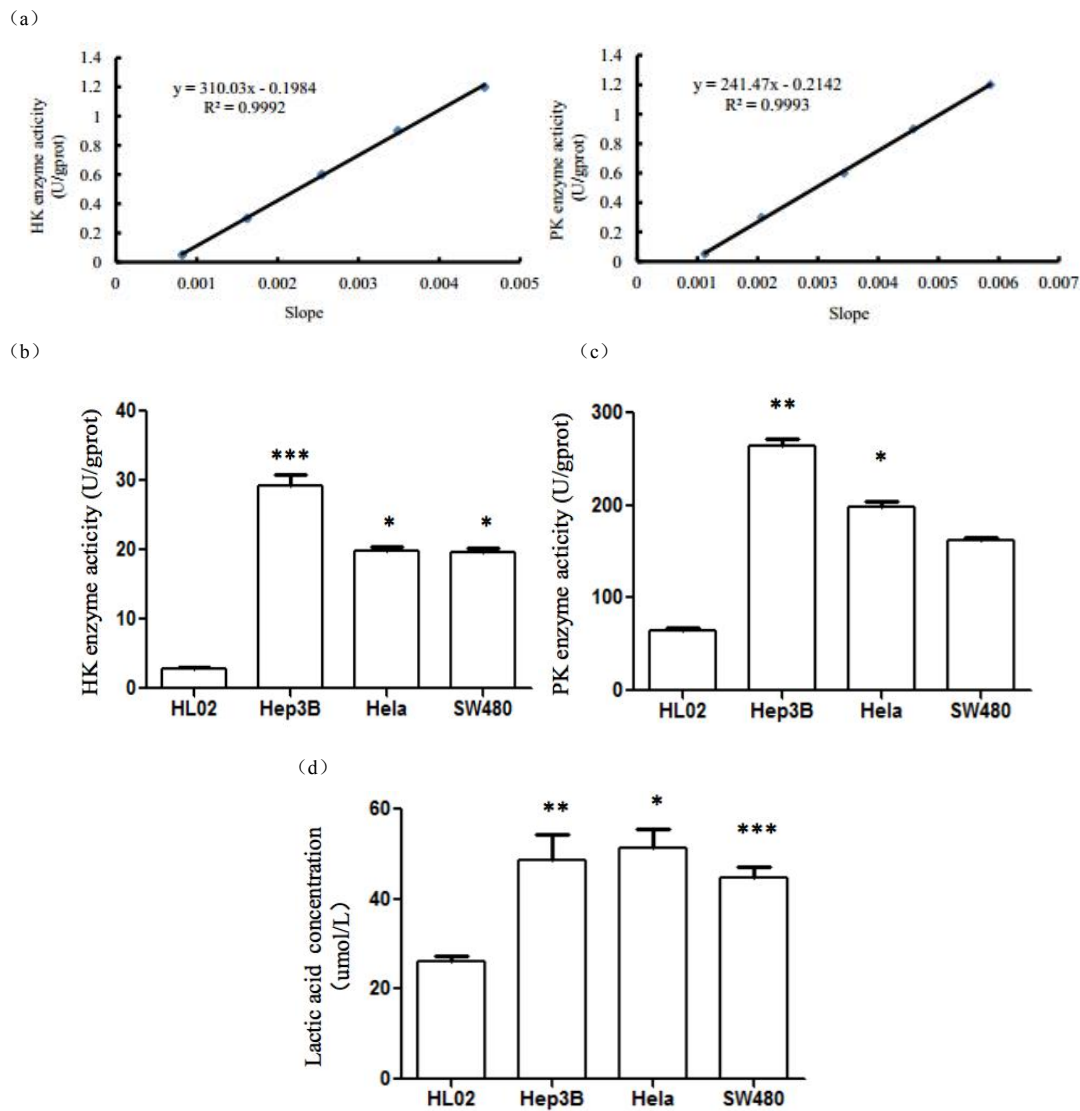 （a）
1.4
1.2
1
0.8
0.6
0.4
0.2
0
HK enzyme acticity
(U/gprot)
y = 310.03x - 0.1984
R² = 0.9992
0 0.001 0.002 0.003 0.004 0.005
Slope
1.4
1.2
1
0.8
0.6
0.4
0.2
0
PK enzyme acticity
(U/gprot)
y = 241.47x - 0.2142
R² = 0.9993
0 0.001 0.002 0.003 0.004 0.005 0.006 0.007
Slope
（b）
40
30
20
10
0
HK enzyme acticity (U/gprot)
***
*
*
HL02 Hep3B Hela SW480
（c）
300
200
100
0
PK enzyme acticity (U/gprot)
**
*
HL02 Hep3B Hela SW480
（d）
60
40
20
0
Lactic acid concentration
（umol/L）
**
*
***
HL02 Hep3B Hela SW480